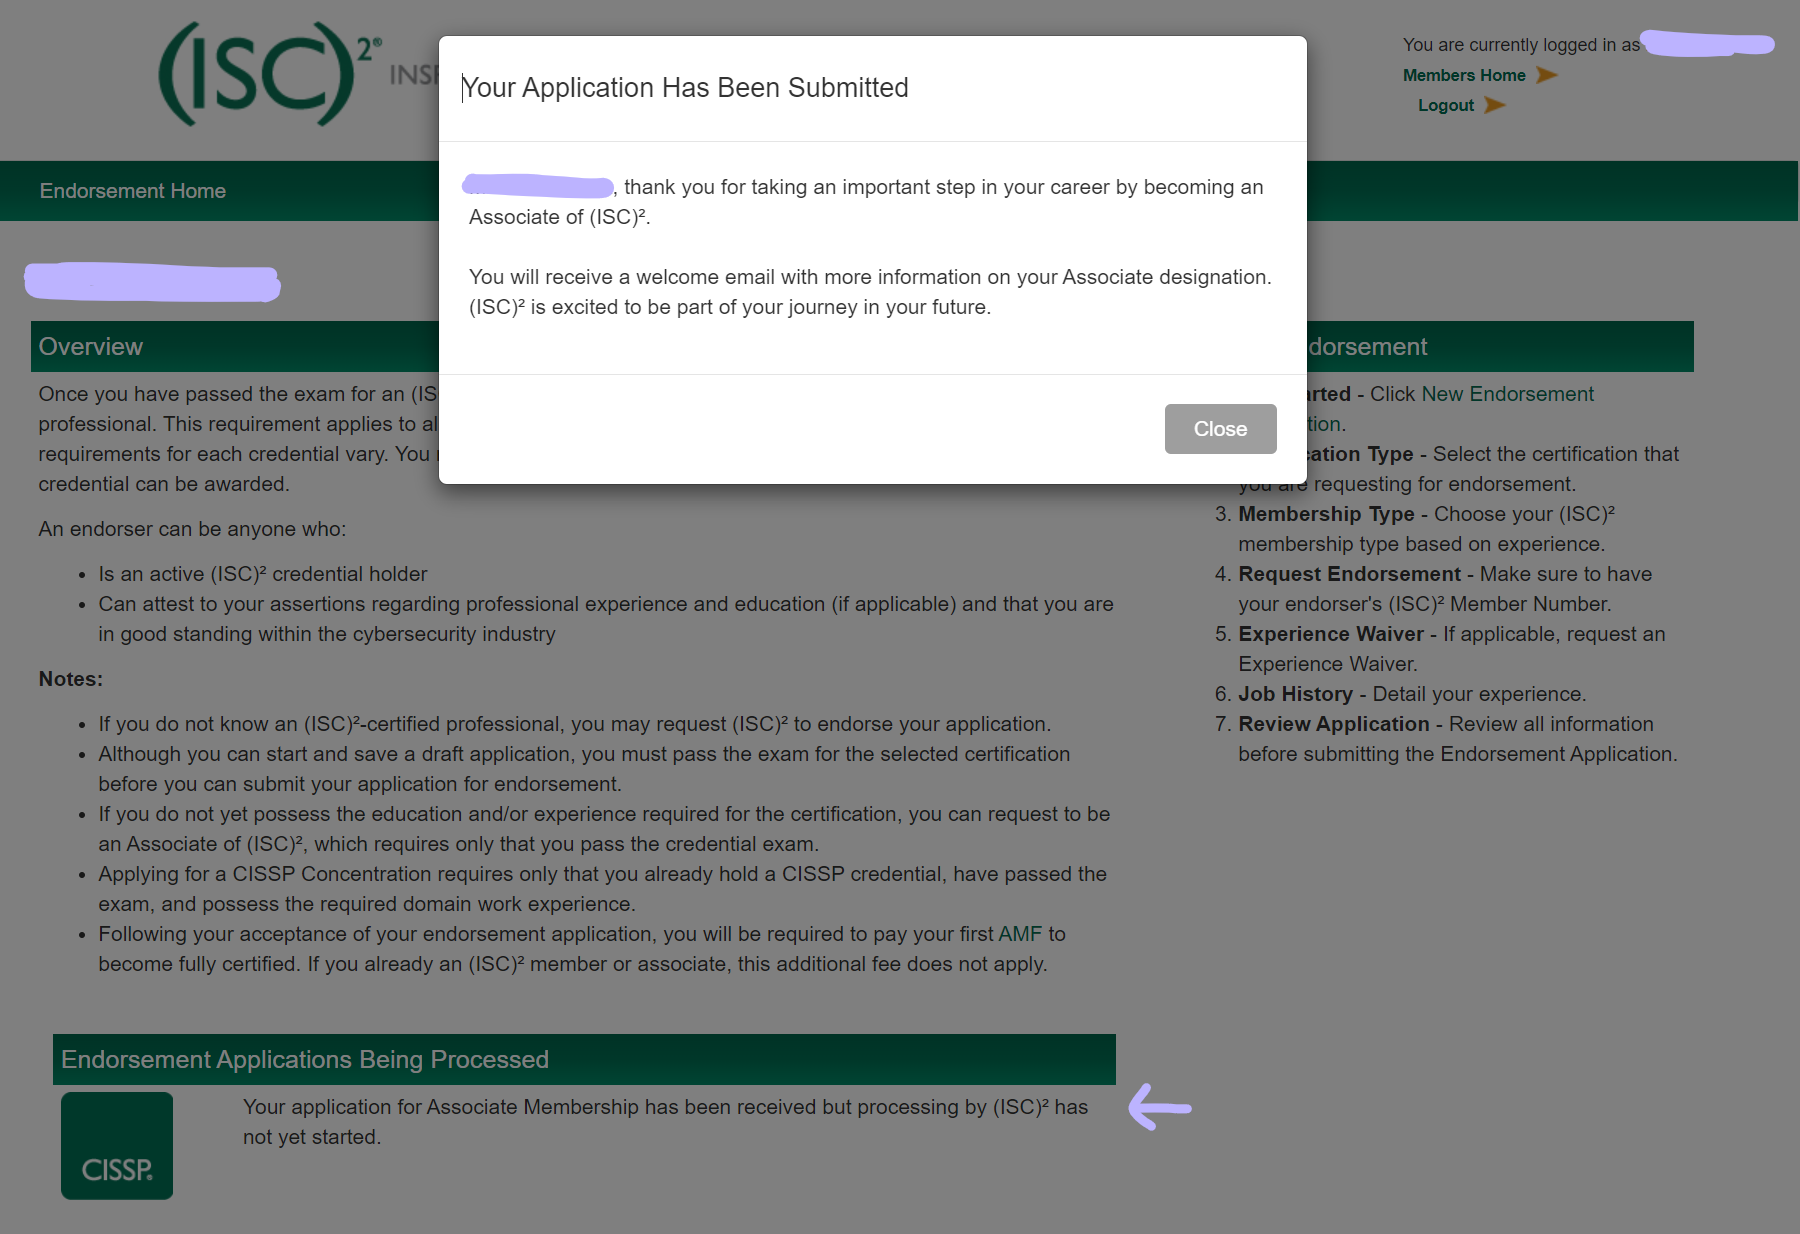 (ISC)²®
You are currently logged in as
Members Home
Logout
Endorsement Home
Your Application Has Been Submitted
, thank you for taking an important step in your career by becoming an
Associate of (ISC)².
You will receive a welcome email with more information on your Associate designation.
(ISC)² is excited to be part of your journey in your future.
Close
Overview
Once you have passed the exam for an
professional. This requirement applies to
requirements for each credential vary. You
credential can be awarded.
An endorser can be anyone who:
• Is an active (ISC)² credential holder
• Can attest to your assertions regarding professional experience and education (if applicable) and that you are
in good standing within the cybersecurity industry
Notes:
• If you do not know an (ISC)²-certified professional, you may request (ISC)² to endorse your application.
• Although you can start and save a draft application, you must pass the exam for the selected certification
before you can submit your application for endorsement.
• If you do not yet possess the education and/or experience required for the certification, you can request to be
an Associate of (ISC)², which requires only that you pass the credential exam.
• Applying for a CISSP Concentration requires only that you already hold a CISSP credential, have passed the
exam, and possess the required domain work experience.
• Following your acceptance of your endorsement application, you will be required to pay your first AMF to
become fully certified. If you already an (ISC)² member or associate, this additional fee does not apply.
dorsement
- Click New Endorsement
Type - Select the certification that
you are requesting for endorsement.
3. Membership Type - Choose your (ISC)²
membership type based on experience.
4. Request Endorsement - Make sure to have
your endorser's (ISC)² Member Number.
5. Experience Waiver - If applicable, request an
Experience Waiver.
6. Job History - Detail your experience.
7. Review Application - Review all information
before submitting the Endorsement Application.
Endorsement Applications Being Processed
CISSP®
Your application for Associate Membership has been received but processing by (ISC)² has
not yet started.